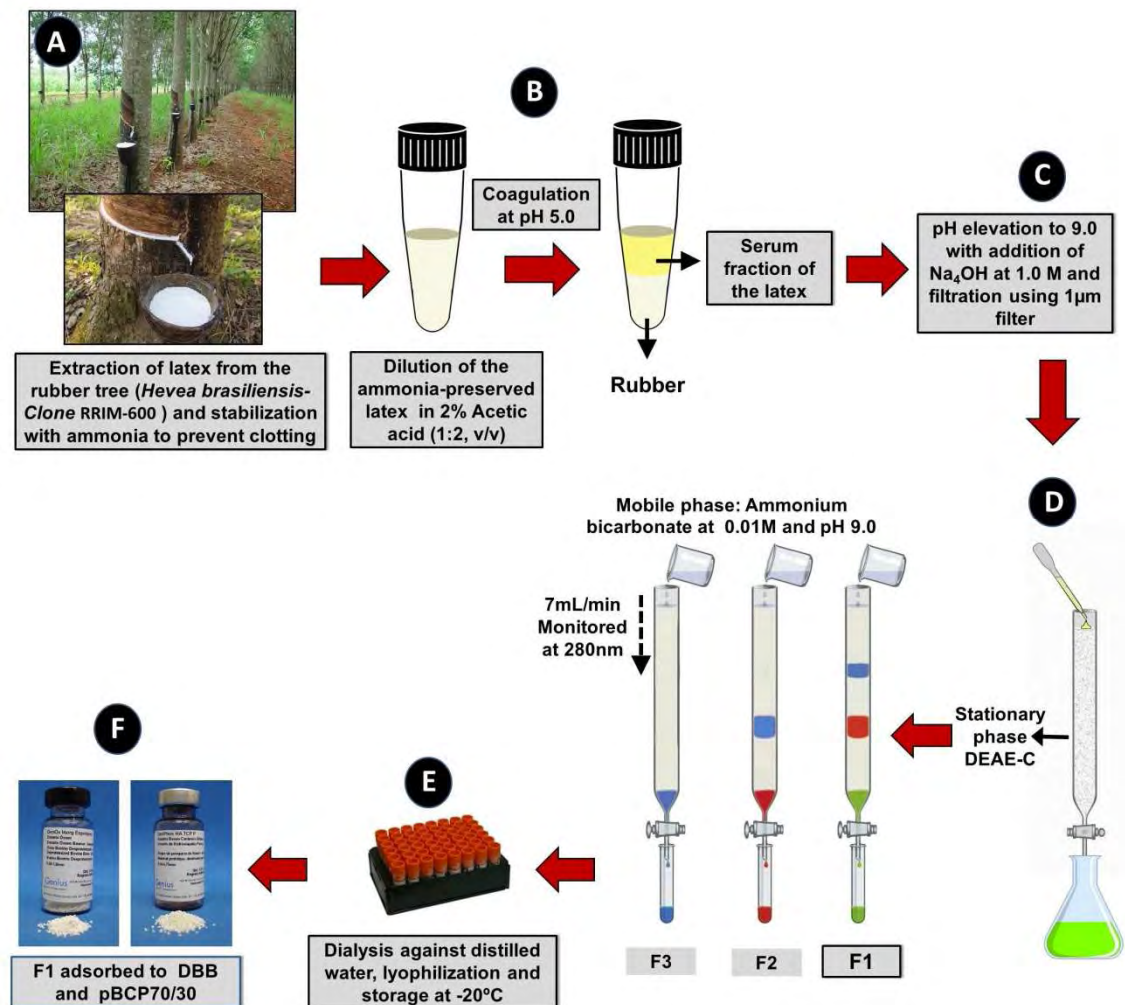 A
B
C
Extraction of latex from the
rubber tree (Hevea brasiliensis-
Clone RRIM-600 ) and stabilization
with ammonia to prevent clotting
Dilution of the
ammonia-preserved
latex in 2% Acetic
acid (1:2, v/v)
Coagulation
at pH 5.0
Serum
fraction of
the latex
Rubber
pH elevation to 9.0
with addition of
Na₄OH at 1.0 M and
filtration using 1µm
filter
D
Stationary
phase
DEAE-C
Mobile phase: Ammonium
bicarbonate at 0.01M and pH 9.0
7mL/min
Monitored
at 280nm
F3
F2
F1
E
Dialysis against distilled
water, lyophilization and
storage at -20ºC
F
Genius
F1 adsorbed to DBB
and pBCP70/30